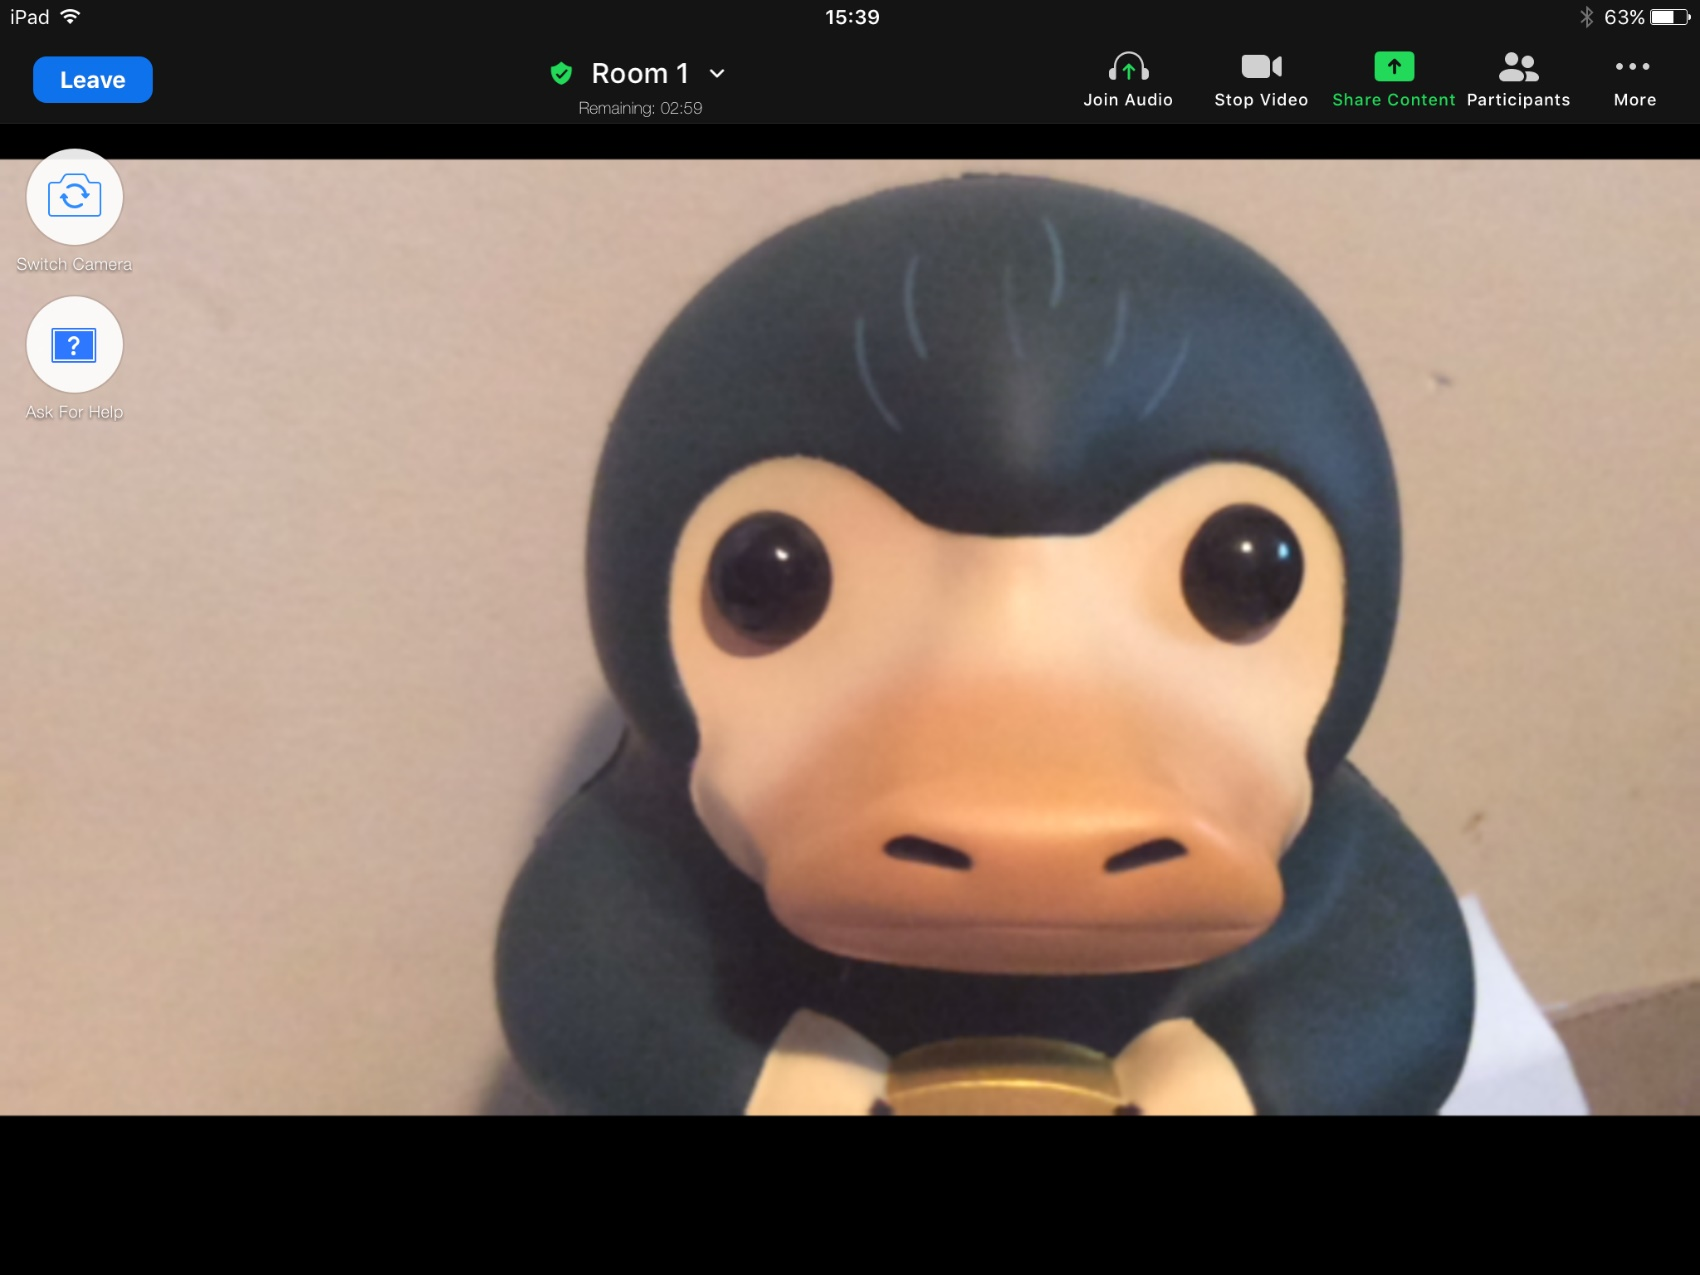 iPad 15:39 63%
Leave
Room 1
Remaining: 02:59
Join Audio Stop Video Share Content Participants More
Switch Camera
?
Ask For Help